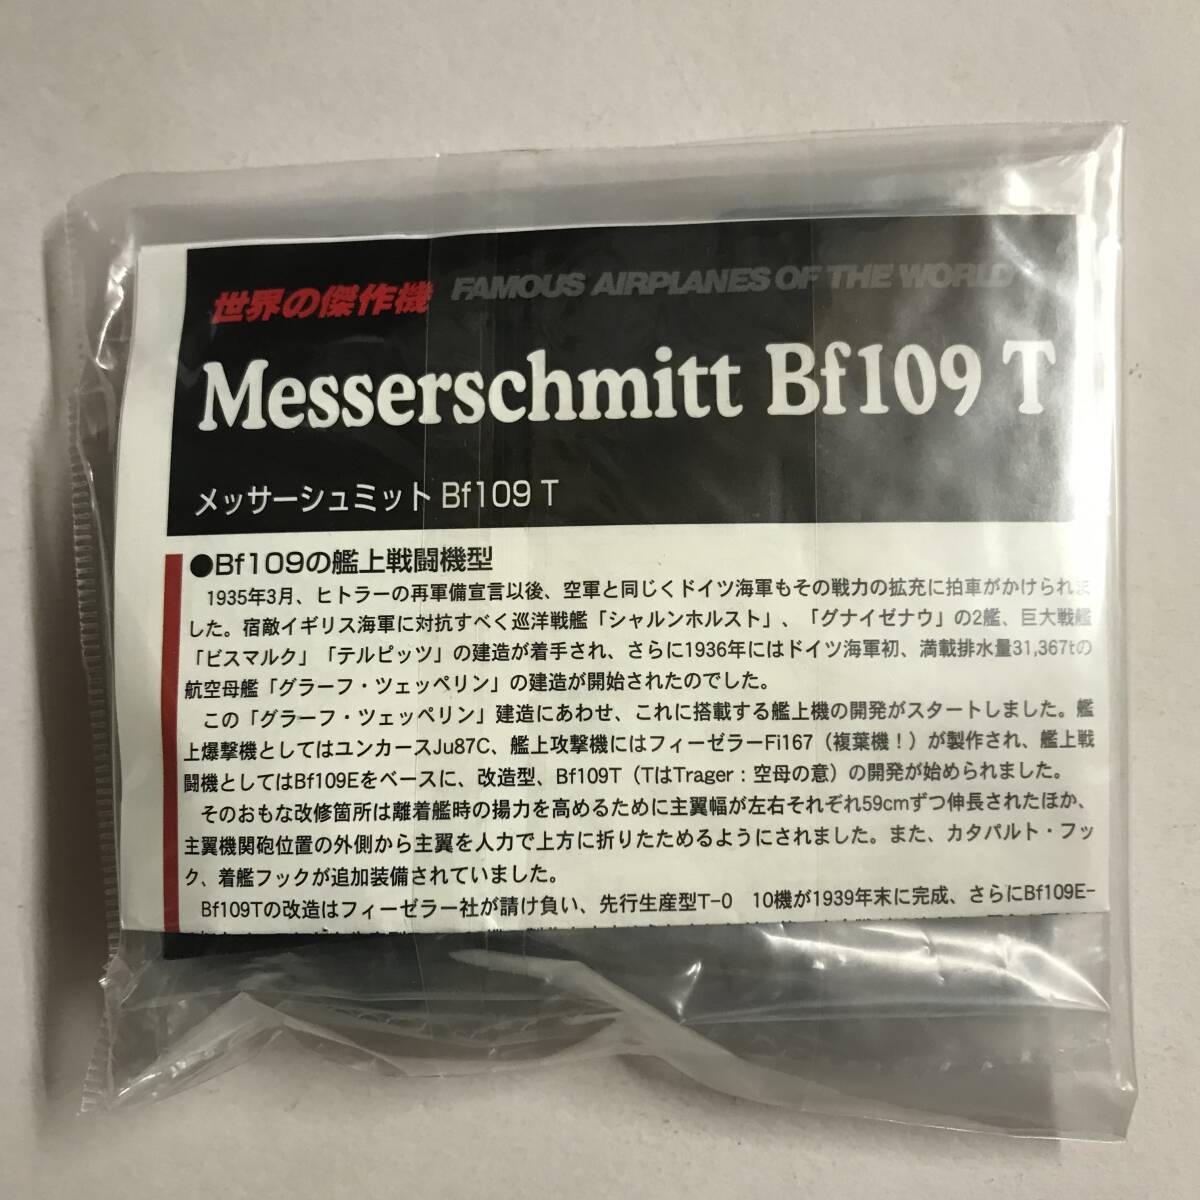 世界の傑作機 FAMOUS AIRPLANES OF THE WORLD
Messerschmitt Bf109 T
メッサーシュミット Bf109 T
●Bf109の艦上戦闘機型
1935年3月、ヒトラーの再軍備宣言以後、空軍と同じくドイツ海軍もその戦力の拡充に拍車がかけられま
した。宿敵イギリス海軍に対抗すべく巡洋戦艦「シャルンホルスト」、「グナイゼナウ」の2艦、巨大戦艦
「ビスマルク」「テルピッツ」の建造が着手され、さらに1936年にはドイツ海軍初、満載排水量31,367tの
航空母艦「グラーフ・ツェッペリン」の建造が開始されたのでした。
この「グラーフ・ツェッペリン」建造にあわせ、これに搭載する艦上機の開発がスタートしました。艦
上爆撃機としてはユンカースJu87C、艦上攻撃機にはフィーゼラーFi167（複葉機！）が製作され、艦上戦
闘機としてはBf109Eをベースに、改造型、Bf109T（TはTrager：空母の意）の開発が始められました。
そのおもな改修箇所は離着艦時の揚力を高めるために主翼幅が左右それぞれ59cmずつ伸長されたほか、
主翼機関砲位置の外側から主翼を人力で上方に折りたためるようにされました。また、カタパルト・フッ
ク、着艦フックが追加装備されていました。
Bf109Tの改造はフィーゼラー社が請け負い、先行生産型T-0 10機が1939年末に完成、さらにBf109E-